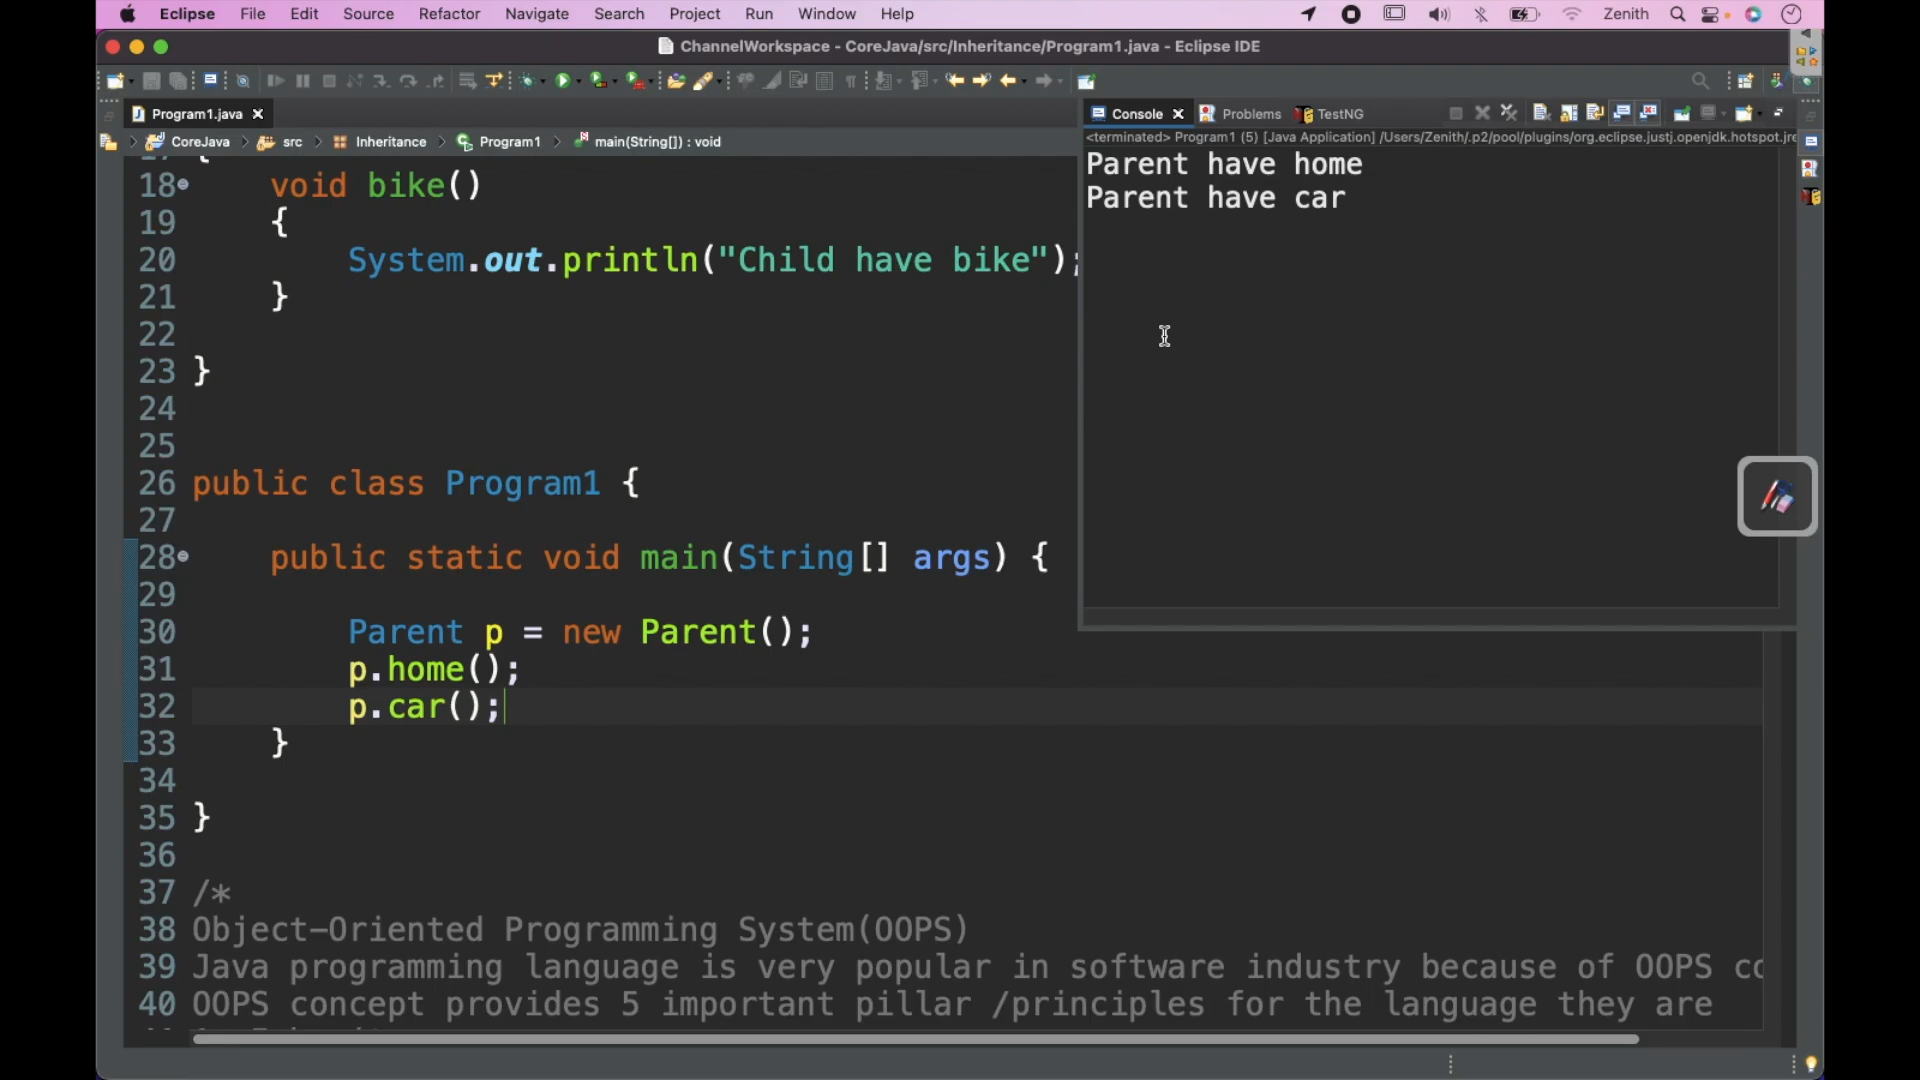 Eclipse File Edit Source Refactor Navigate Search Project Run Window Help Zenith
ChannelWorkspace - CoreJava/src/Inheritance/Program1.java - Eclipse IDE
Program1.java
Console Problems TestNG
CoreJava src Inheritance Program1 main(String[]) : void
<terminated> Program1 (5) [Java Application] /Users/Zenith/.p2/pool/plugins/org.eclipse.justj.openjdk.hotspot.jre
Parent have home
Parent have car
{
18 void bike()
19 {
20 System.out.println("Child have bike");
21 }
22
23 }
24
25
26 public class Program1 {
27
28 public static void main(String[] args) {
29
30 Parent p = new Parent();
31 p.home();
32 p.car();
33 }
34
35 }
36
37 /*
38 Object-Oriented Programming System(OOPS)
39 Java programming language is very popular in software industry because of OOPS co
40 OOPS concept provides 5 important pillar /principles for the language they are